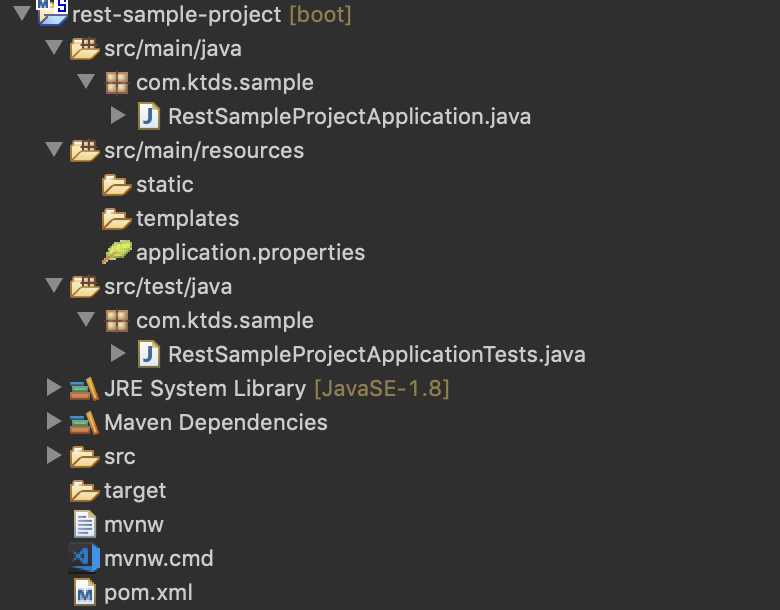 rest-sample-project [boot]
src/main/java
com.ktds.sample
RestSampleProjectApplication.java
src/main/resources
static
templates
application.properties
src/test/java
com.ktds.sample
RestSampleProjectApplicationTests.java
JRE System Library [JavaSE-1.8]
Maven Dependencies
src
target
mvnw
mvnw.cmd
pom.xml